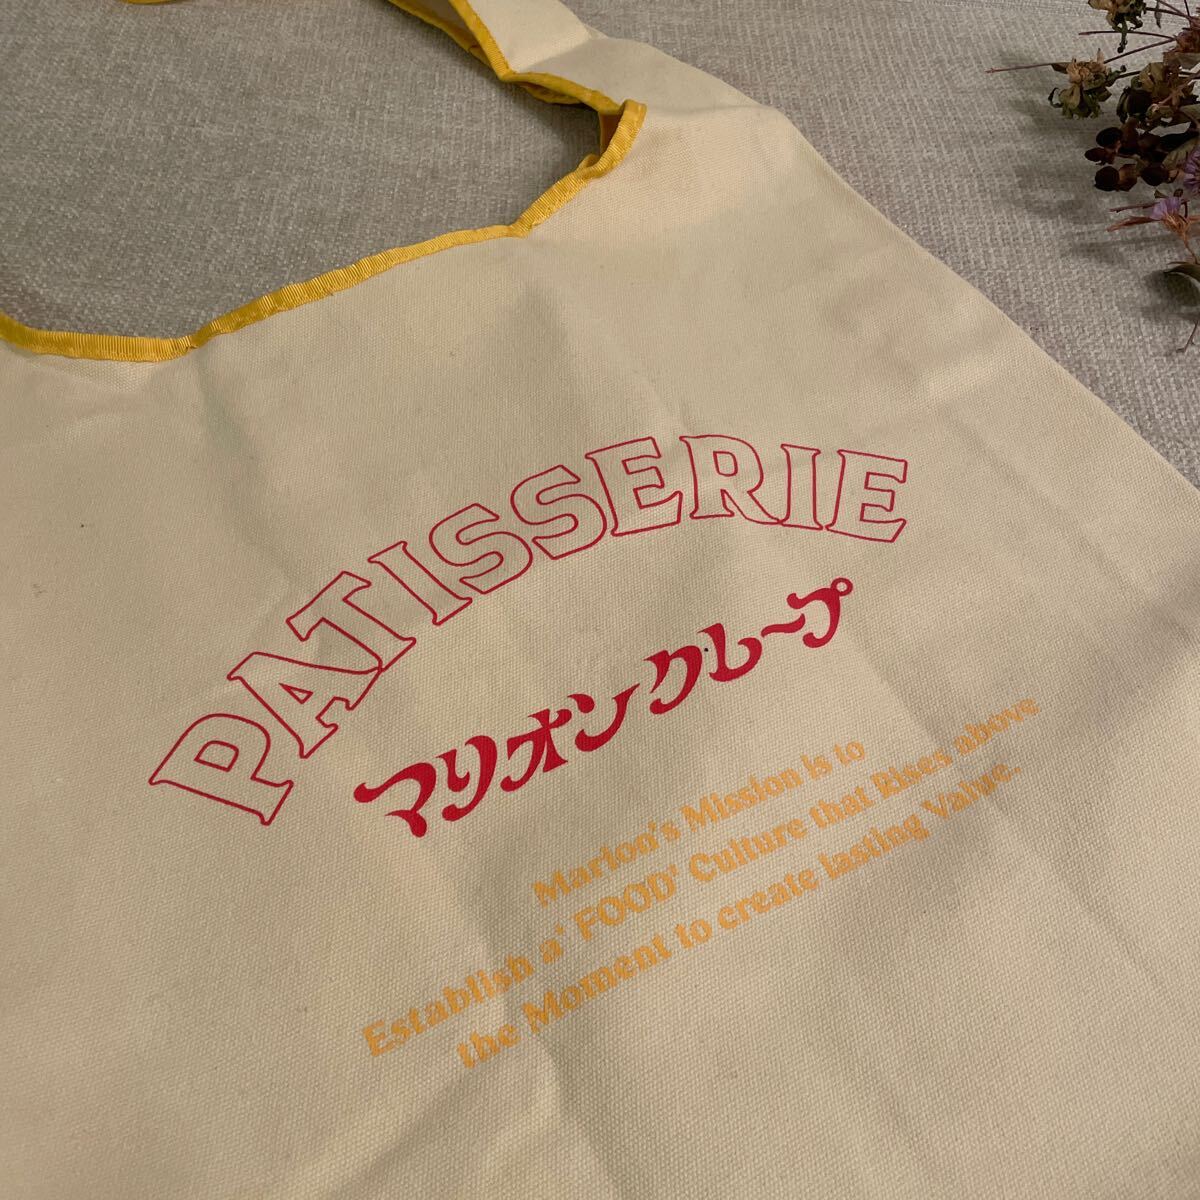 PATISSERIE
マリオンクレープ
Marion's Mission is to
Establish a' FOOD' Culture that Rises above
the Moment to create lasting Value.